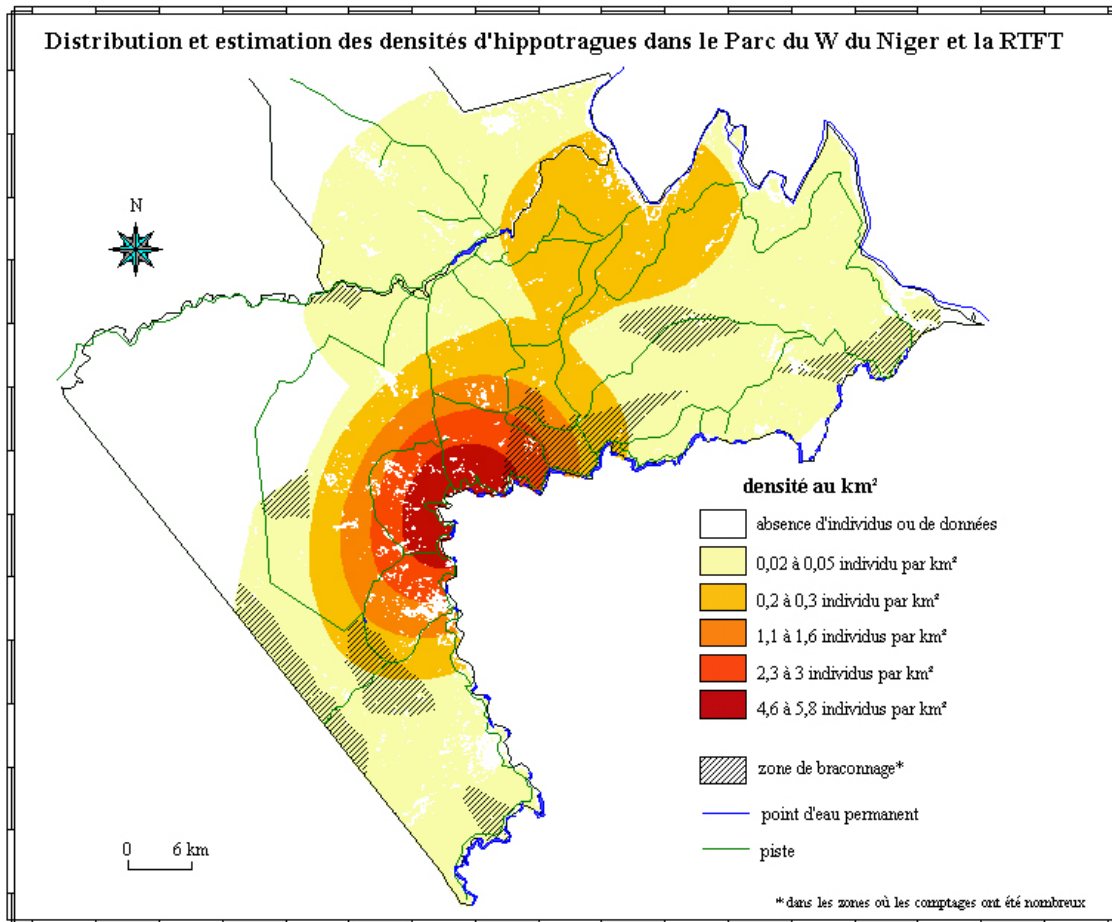 Distribution et estimation des densités d'hippotragues dans le Parc du W du Niger et la RTFT
N
densité au km²
absence d'individus ou de données
0,02 à 0,05 individu par km²
0,2 à 0,3 individu par km²
1,1 à 1,6 individus par km²
2,3 à 3 individus par km²
4,6 à 5,8 individus par km²
zone de braconnage*
point d'eau permanent
piste
0 6 km
*dans les zones où les comptages ont été nombreux